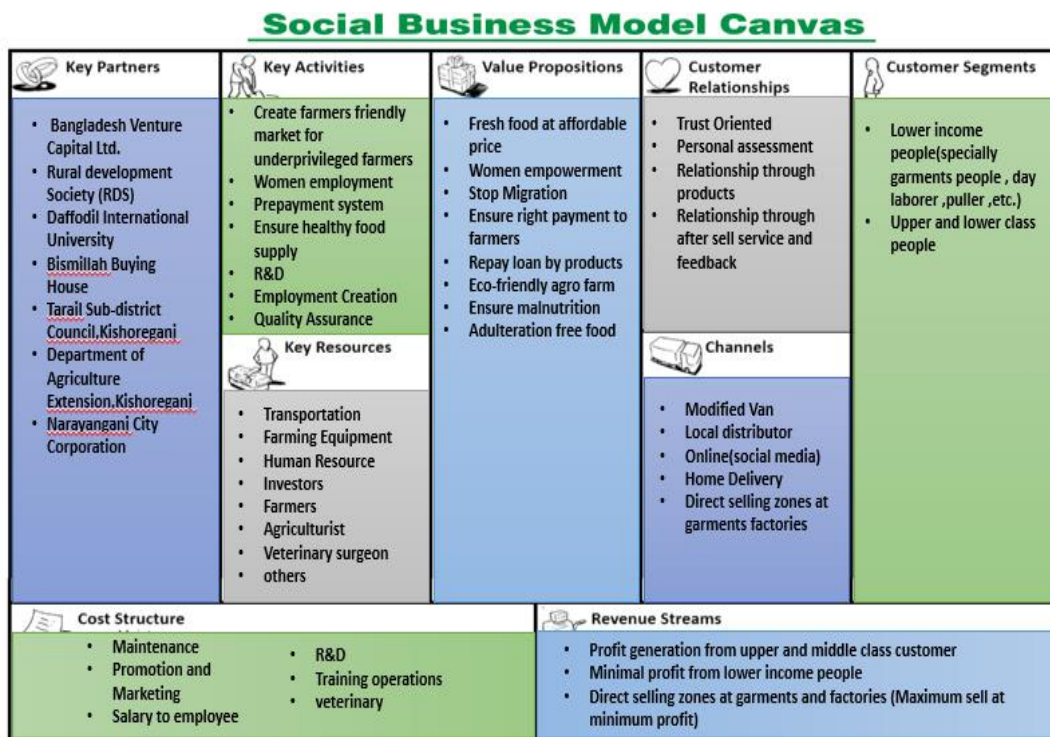 Social Business Model Canvas
Key Partners
• Bangladesh Venture
Capital Ltd.
• Rural development
Society (RDS)
• Daffodil International
University
• Bismillah Buying
House
• Tarail Sub-district
Council,Kishoreganj
• Department of
Agriculture
Extension,Kishoreganj
• Narayanganj City
Corporation
Key Activities
• Create farmers friendly
market for
underprivileged farmers
• Women employment
• Prepayment system
• Ensure healthy food
supply
• R&D
• Employment Creation
• Quality Assurance
Key Resources
• Transportation
• Farming Equipment
• Human Resource
• Investors
• Farmers
• Agriculturist
• Veterinary surgeon
• others
Value Propositions
• Fresh food at affordable
price
• Women empowerment
• Stop Migration
• Ensure right payment to
farmers
• Repay loan by products
• Eco-friendly agro farm
• Ensure malnutrition
• Adulteration free food
Customer
Relationships
• Trust Oriented
• Personal assessment
• Relationship through
products
• Relationship through
after sell service and
feedback
Channels
• Modified Van
• Local distributor
• Online(social media)
• Home Delivery
• Direct selling zones at
garments factories
Customer Segments
• Lower income
people(specially
garments people , day
laborer ,puller ,etc.)
• Upper and lower class
people
Cost Structure
• Maintenance
• Promotion and
Marketing
• Salary to employee
• R&D
• Training operations
• veterinary
Revenue Streams
• Profit generation from upper and middle class customer
• Minimal profit from lower income people
• Direct selling zones at garments and factories (Maximum sell at
minimum profit)